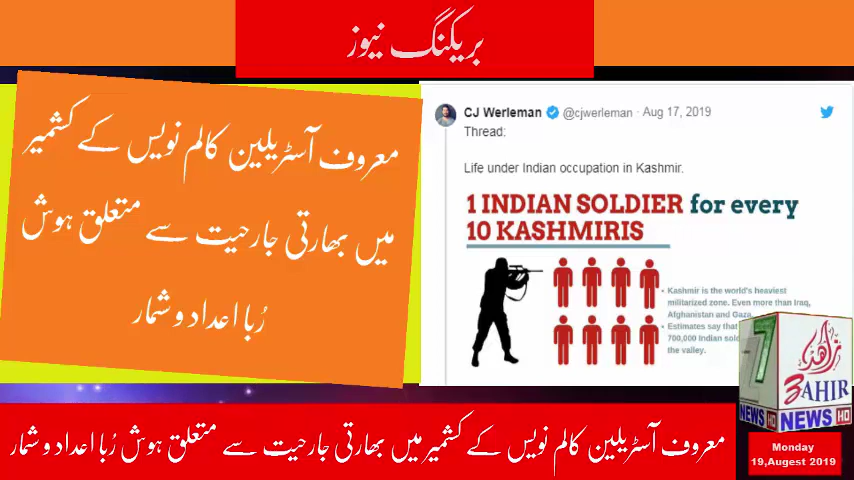 بریکنگ نیوز
معروف آسٹریلین کالم نویس کے کشمیر
میں بھارتی جارحیت سے متعلق ہوش
رُبا اعداد و شمار
CJ Werleman @cjwerleman · Aug 17, 2019
Thread:
Life under Indian occupation in Kashmir.
1 INDIAN SOLDIER for every
10 KASHMIRIS
• Kashmir is the world's heaviest
militarized zone. Even more than Iraq,
Afghanistan and Gaza.
• Estimates say that
700,000 Indian
the valley.
7
NEWS HD
زاھر
ZAHIR
NEWS HD
معروف آسٹریلین کالم نویس کے کشمیر میں بھارتی جارحیت سے متعلق ہوش رُبا اعداد و شمار
Monday
19,Augest 2019